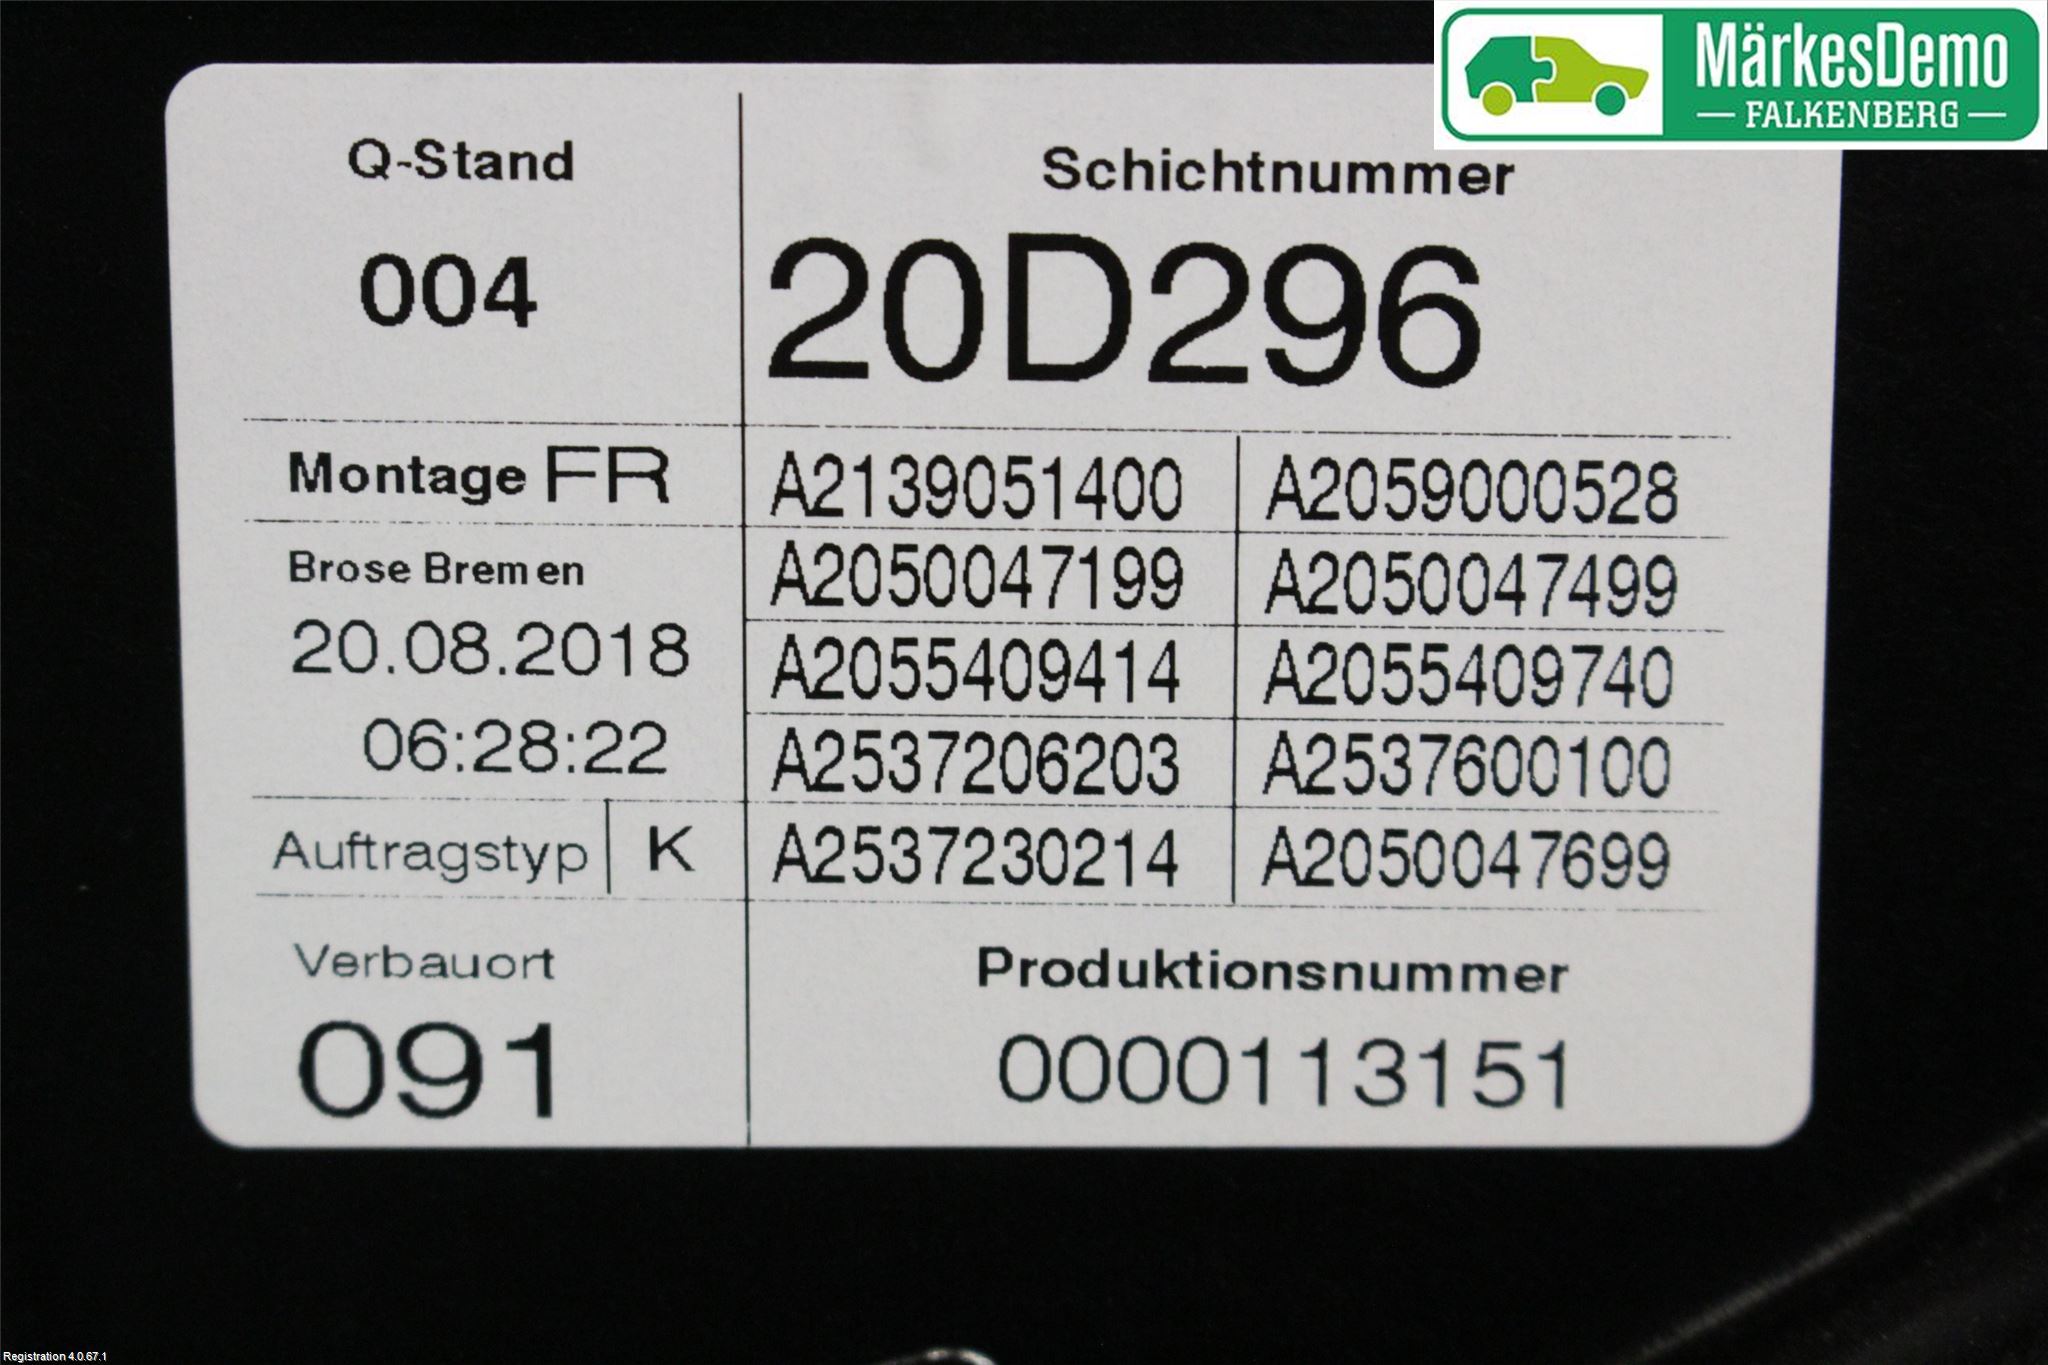 MärkesDemo
FALKENBERG
Q-Stand
004
Schichtnummer
20D296
Montage FR
Brose Bremen
20.08.2018
06:28:22
Auftragstyp K
A2139051400 A2059000528
A2050047199 A2050047499
A2055409414 A2055409740
A2537206203 A2537600100
A2537230214 A2050047699
Verbauort
091
Produktionsnummer
0000113151
Registration 4.0.67.1